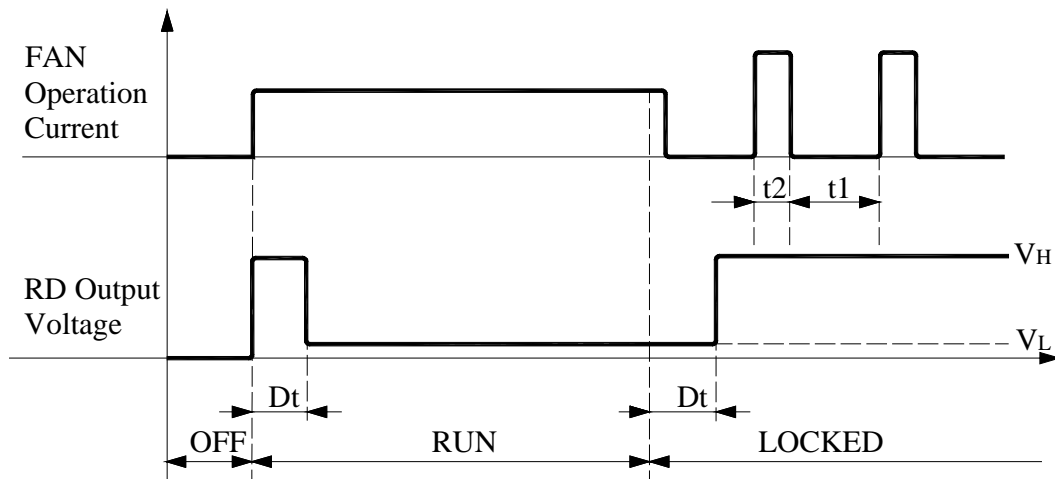 FAN
Operation
Current
t2
t1
VH
RD Output
Voltage
VL
Dt
Dt
OFF
RUN
LOCKED